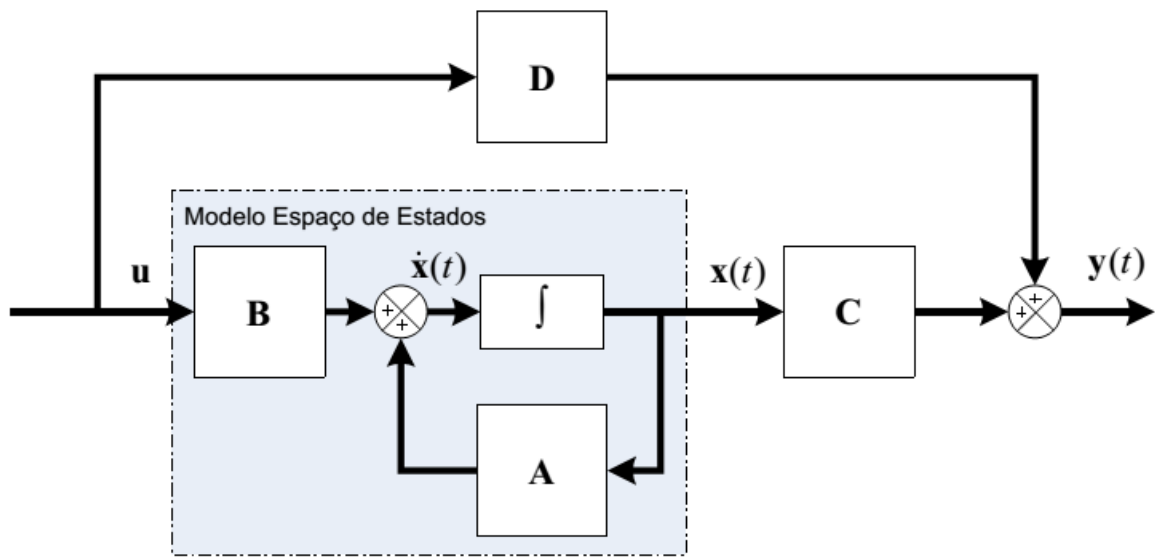 D
Modelo Espaço de Estados
u
B
ẋ(t)
∫
x(t)
C
y(t)
+
+
+
+
A